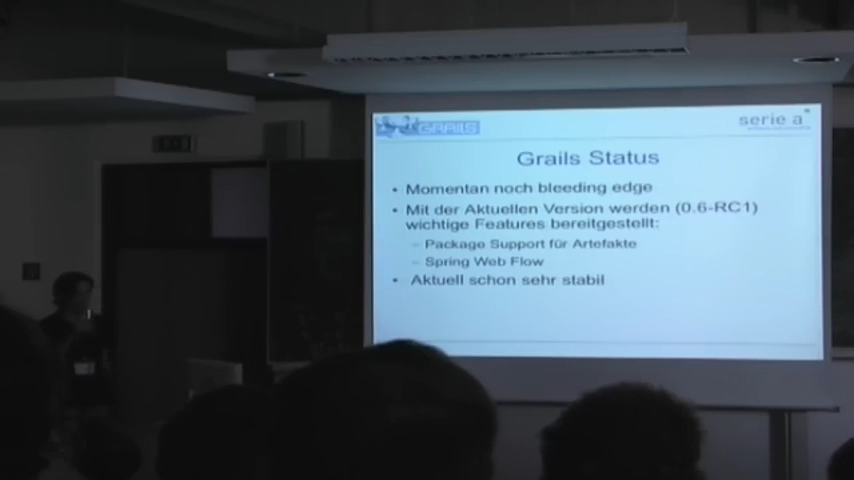 GRAILS
serie a
Grails Status
• Momentan noch bleeding edge
• Mit der Aktuellen Version werden (0.6-RC1)
wichtige Features bereitgestellt:
– Package Support für Artefakte
– Spring Web Flow
• Aktuell schon sehr stabil